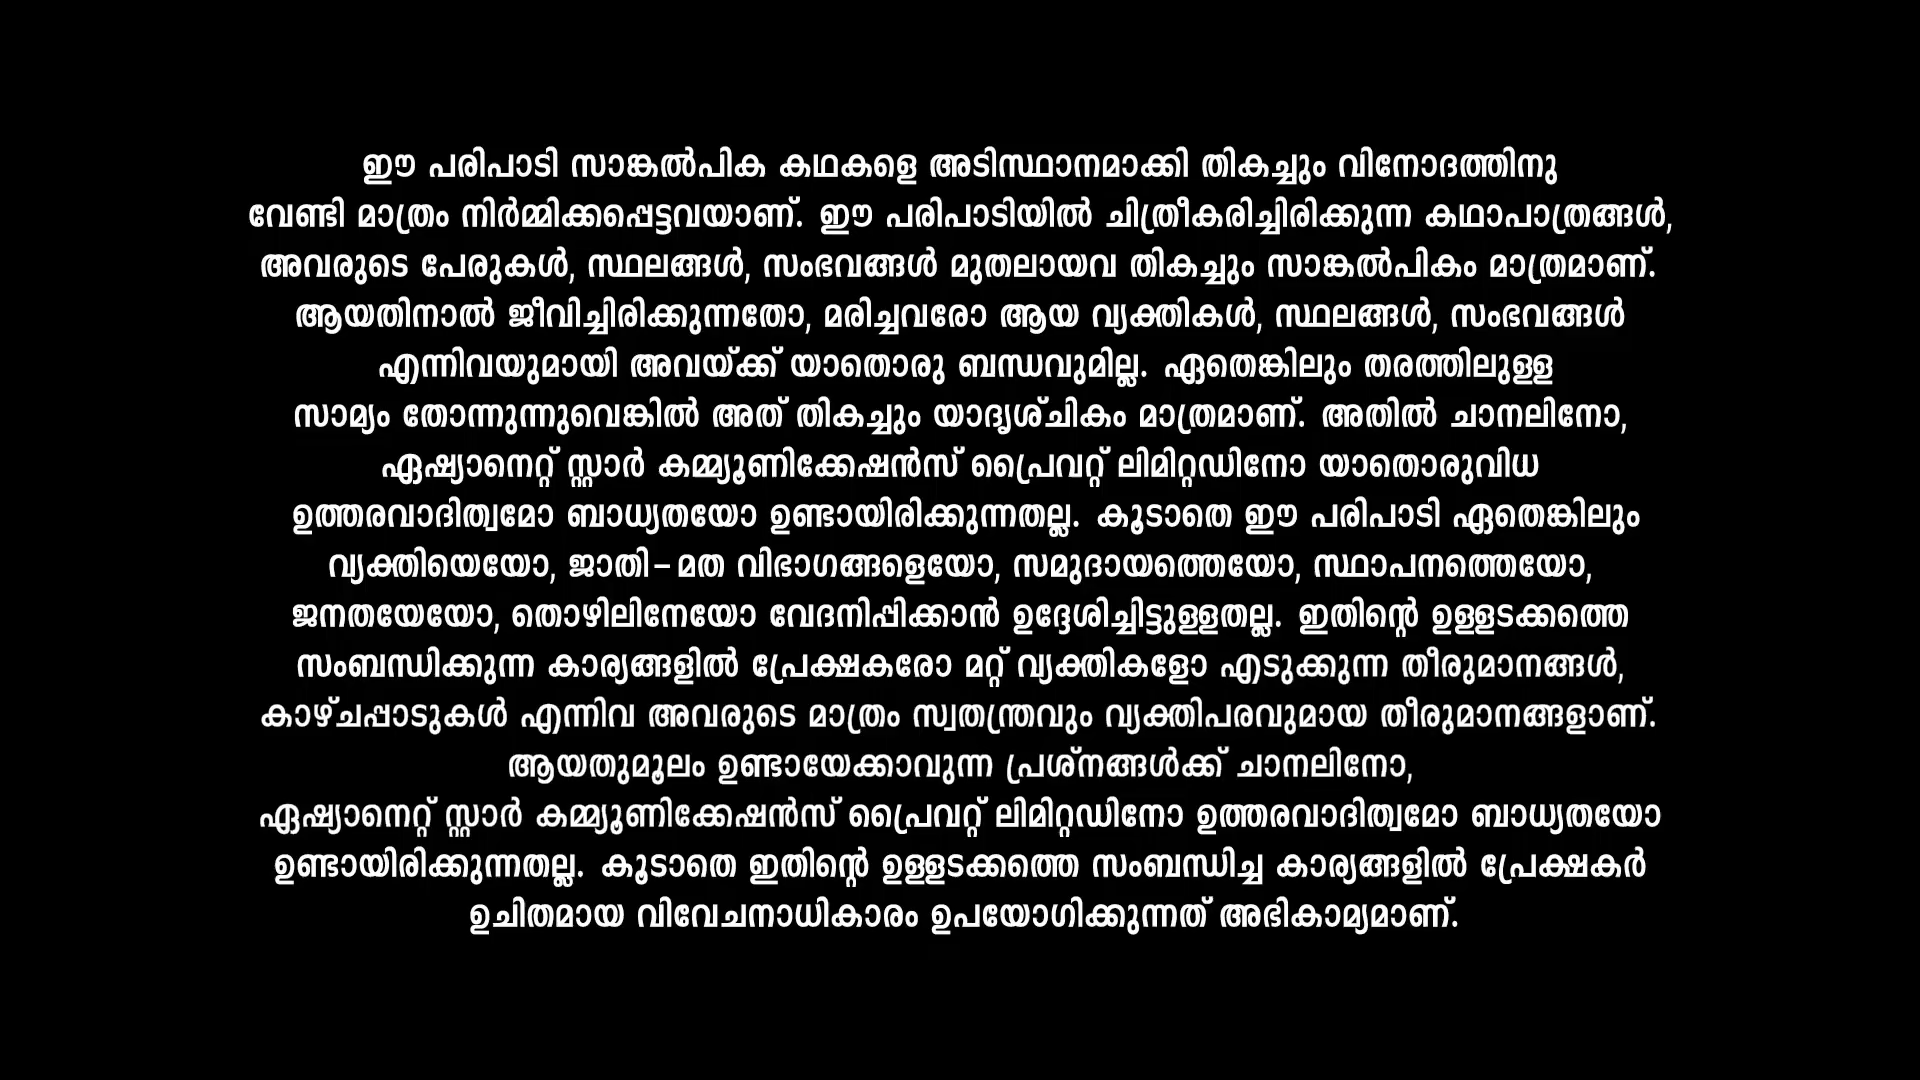 ഈ പരിപാടി സാങ്കൽപിക കഥകളെ അടിസ്ഥാനമാക്കി തികച്ചും വിനോദത്തിനു
വേണ്ടി മാത്രം നിർമ്മിക്കപ്പെട്ടവയാണ്. ഈ പരിപാടിയിൽ ചിത്രീകരിച്ചിരിക്കുന്ന കഥാപാത്രങ്ങൾ,
അവരുടെ പേരുകൾ, സ്ഥലങ്ങൾ, സംഭവങ്ങൾ മുതലായവ തികച്ചും സാങ്കൽപികം മാത്രമാണ്.
ആയതിനാൽ ജീവിച്ചിരിക്കുന്നതോ, മരിച്ചവരോ ആയ വ്യക്തികൾ, സ്ഥലങ്ങൾ, സംഭവങ്ങൾ
എന്നിവയുമായി അവയ്ക്ക് യാതൊരു ബന്ധവുമില്ല. ഏതെങ്കിലും തരത്തിലുള്ള
സാമ്യം തോന്നുന്നുവെങ്കിൽ അത് തികച്ചും യാദൃശ്ചികം മാത്രമാണ്. അതിൽ ചാനലിനോ,
ഏഷ്യാനെറ്റ് സ്റ്റാർ കമ്മ്യൂണിക്കേഷൻസ് പ്രൈവറ്റ് ലിമിറ്റഡിനോ യാതൊരുവിധ
ഉത്തരവാദിത്വമോ ബാധ്യതയോ ഉണ്ടായിരിക്കുന്നതല്ല. കൂടാതെ ഈ പരിപാടി ഏതെങ്കിലും
വ്യക്തിയെയോ, ജാതി-മത വിഭാഗങ്ങളെയോ, സമുദായത്തെയോ, സ്ഥാപനത്തെയോ,
ജനതയേയോ, തൊഴിലിനേയോ വേദനിപ്പിക്കാൻ ഉദ്ദേശിച്ചിട്ടുള്ളതല്ല. ഇതിന്റെ ഉള്ളടക്കത്തെ
സംബന്ധിക്കുന്ന കാര്യങ്ങളിൽ പ്രേക്ഷകരോ മറ്റ് വ്യക്തികളോ എടുക്കുന്ന തീരുമാനങ്ങൾ,
കാഴ്ചപ്പാടുകൾ എന്നിവ അവരുടെ മാത്രം സ്വതന്ത്രവും വ്യക്തിപരവുമായ തീരുമാനങ്ങളാണ്.
ആയതുമൂലം ഉണ്ടായേക്കാവുന്ന പ്രശ്നങ്ങൾക്ക് ചാനലിനോ,
ഏഷ്യാനെറ്റ് സ്റ്റാർ കമ്മ്യൂണിക്കേഷൻസ് പ്രൈവറ്റ് ലിമിറ്റഡിനോ ഉത്തരവാദിത്വമോ ബാധ്യതയോ
ഉണ്ടായിരിക്കുന്നതല്ല. കൂടാതെ ഇതിന്റെ ഉള്ളടക്കത്തെ സംബന്ധിച്ച കാര്യങ്ങളിൽ പ്രേക്ഷകർ
ഉചിതമായ വിവേചനാധികാരം ഉപയോഗിക്കുന്നത് അഭികാമ്യമാണ്.